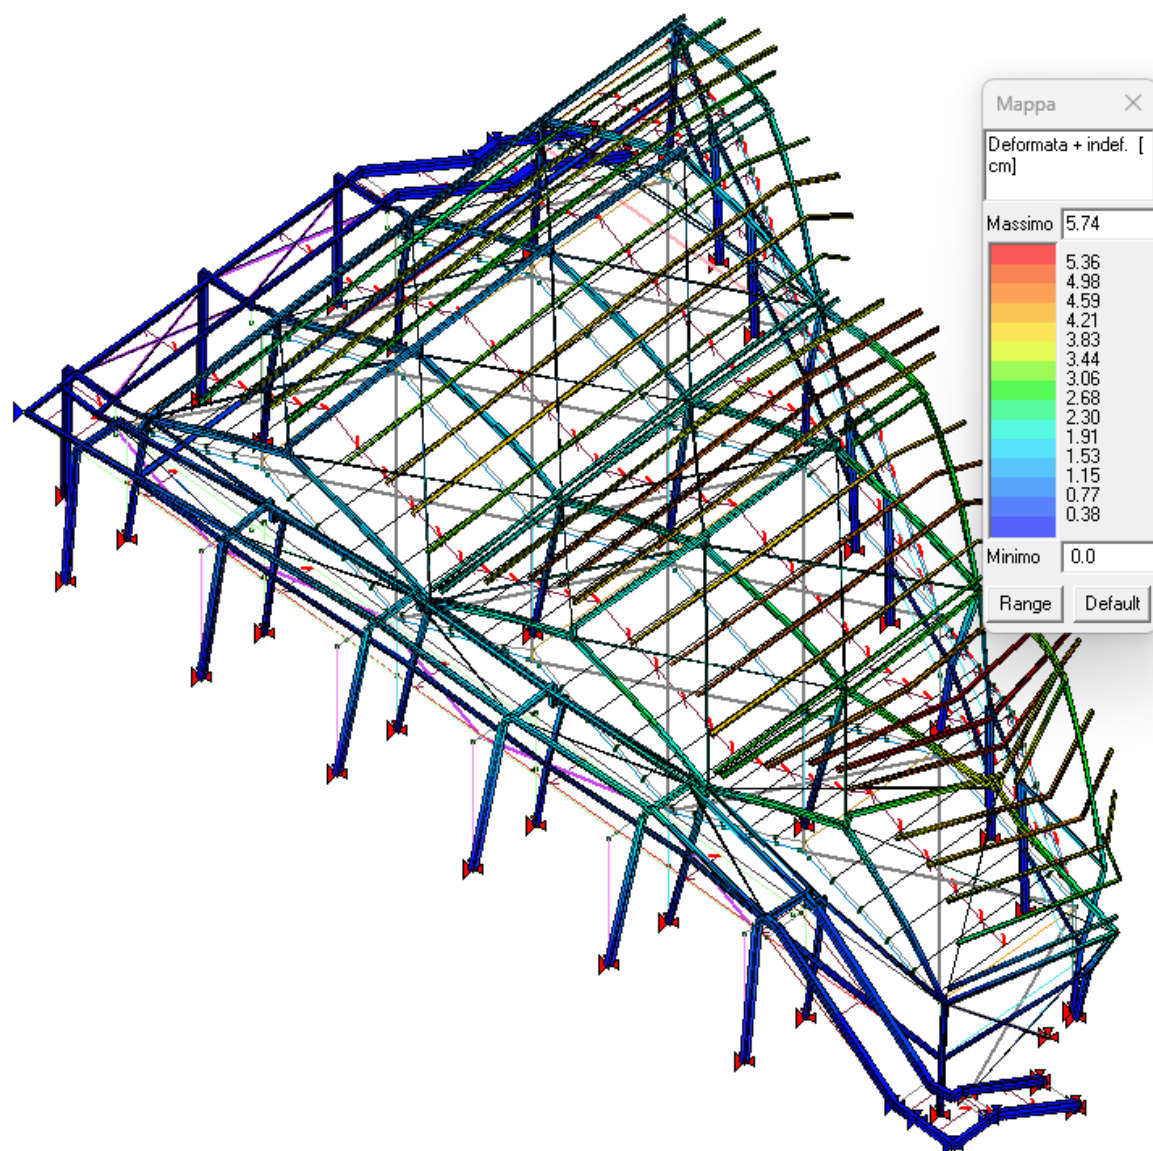 Mappa
Deformata + indef. [
cm]
Massimo 5.74
5.36
4.98
4.59
4.21
3.83
3.44
3.06
2.68
2.30
1.91
1.53
1.15
0.77
0.38
Minimo 0.0
Range Default